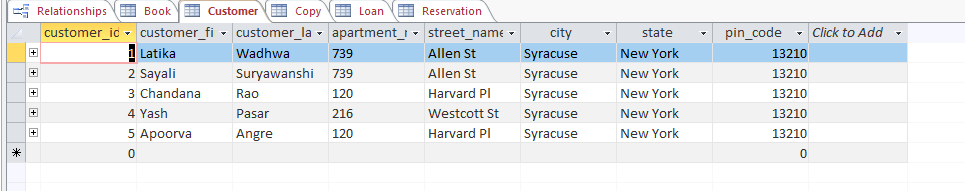 Relationships Book Customer Copy Loan Reservation
customer_id customer_fi customer_la apartment_n street_name city state pin_code Click to Add
1 Latika Wadhwa 739 Allen St Syracuse New York 13210
2 Sayali Suryawanshi 739 Allen St Syracuse New York 13210
3 Chandana Rao 120 Harvard Pl Syracuse New York 13210
4 Yash Pasar 216 Westcott St Syracuse New York 13210
5 Apoorva Angre 120 Harvard Pl Syracuse New York 13210
0 0